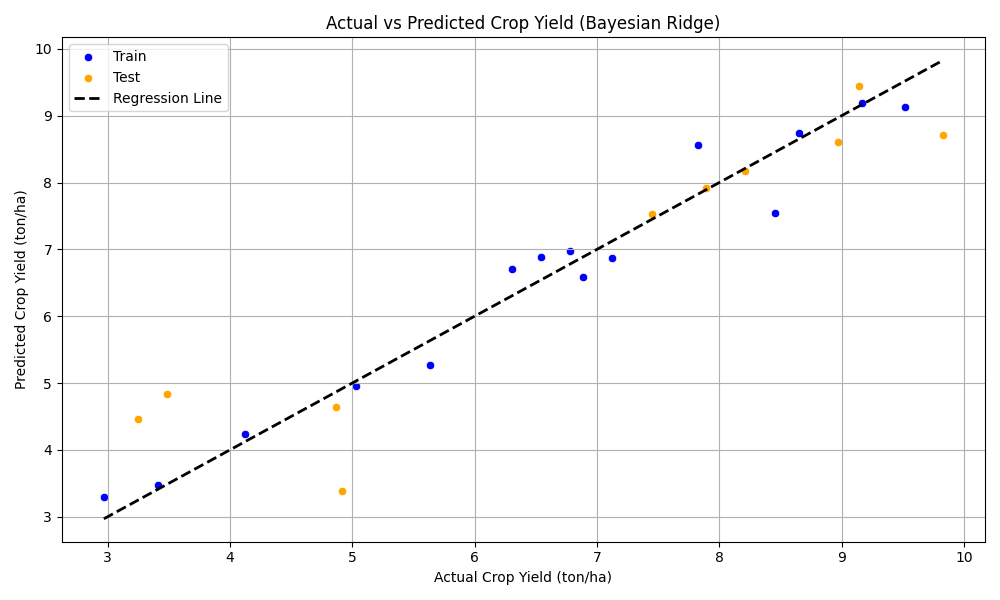 Actual vs Predicted Crop Yield (Bayesian Ridge)
Train
Test
Regression Line
Predicted Crop Yield (ton/ha)
10
9
8
7
6
5
4
3
3 4 5 6 7 8 9 10
Actual Crop Yield (ton/ha)